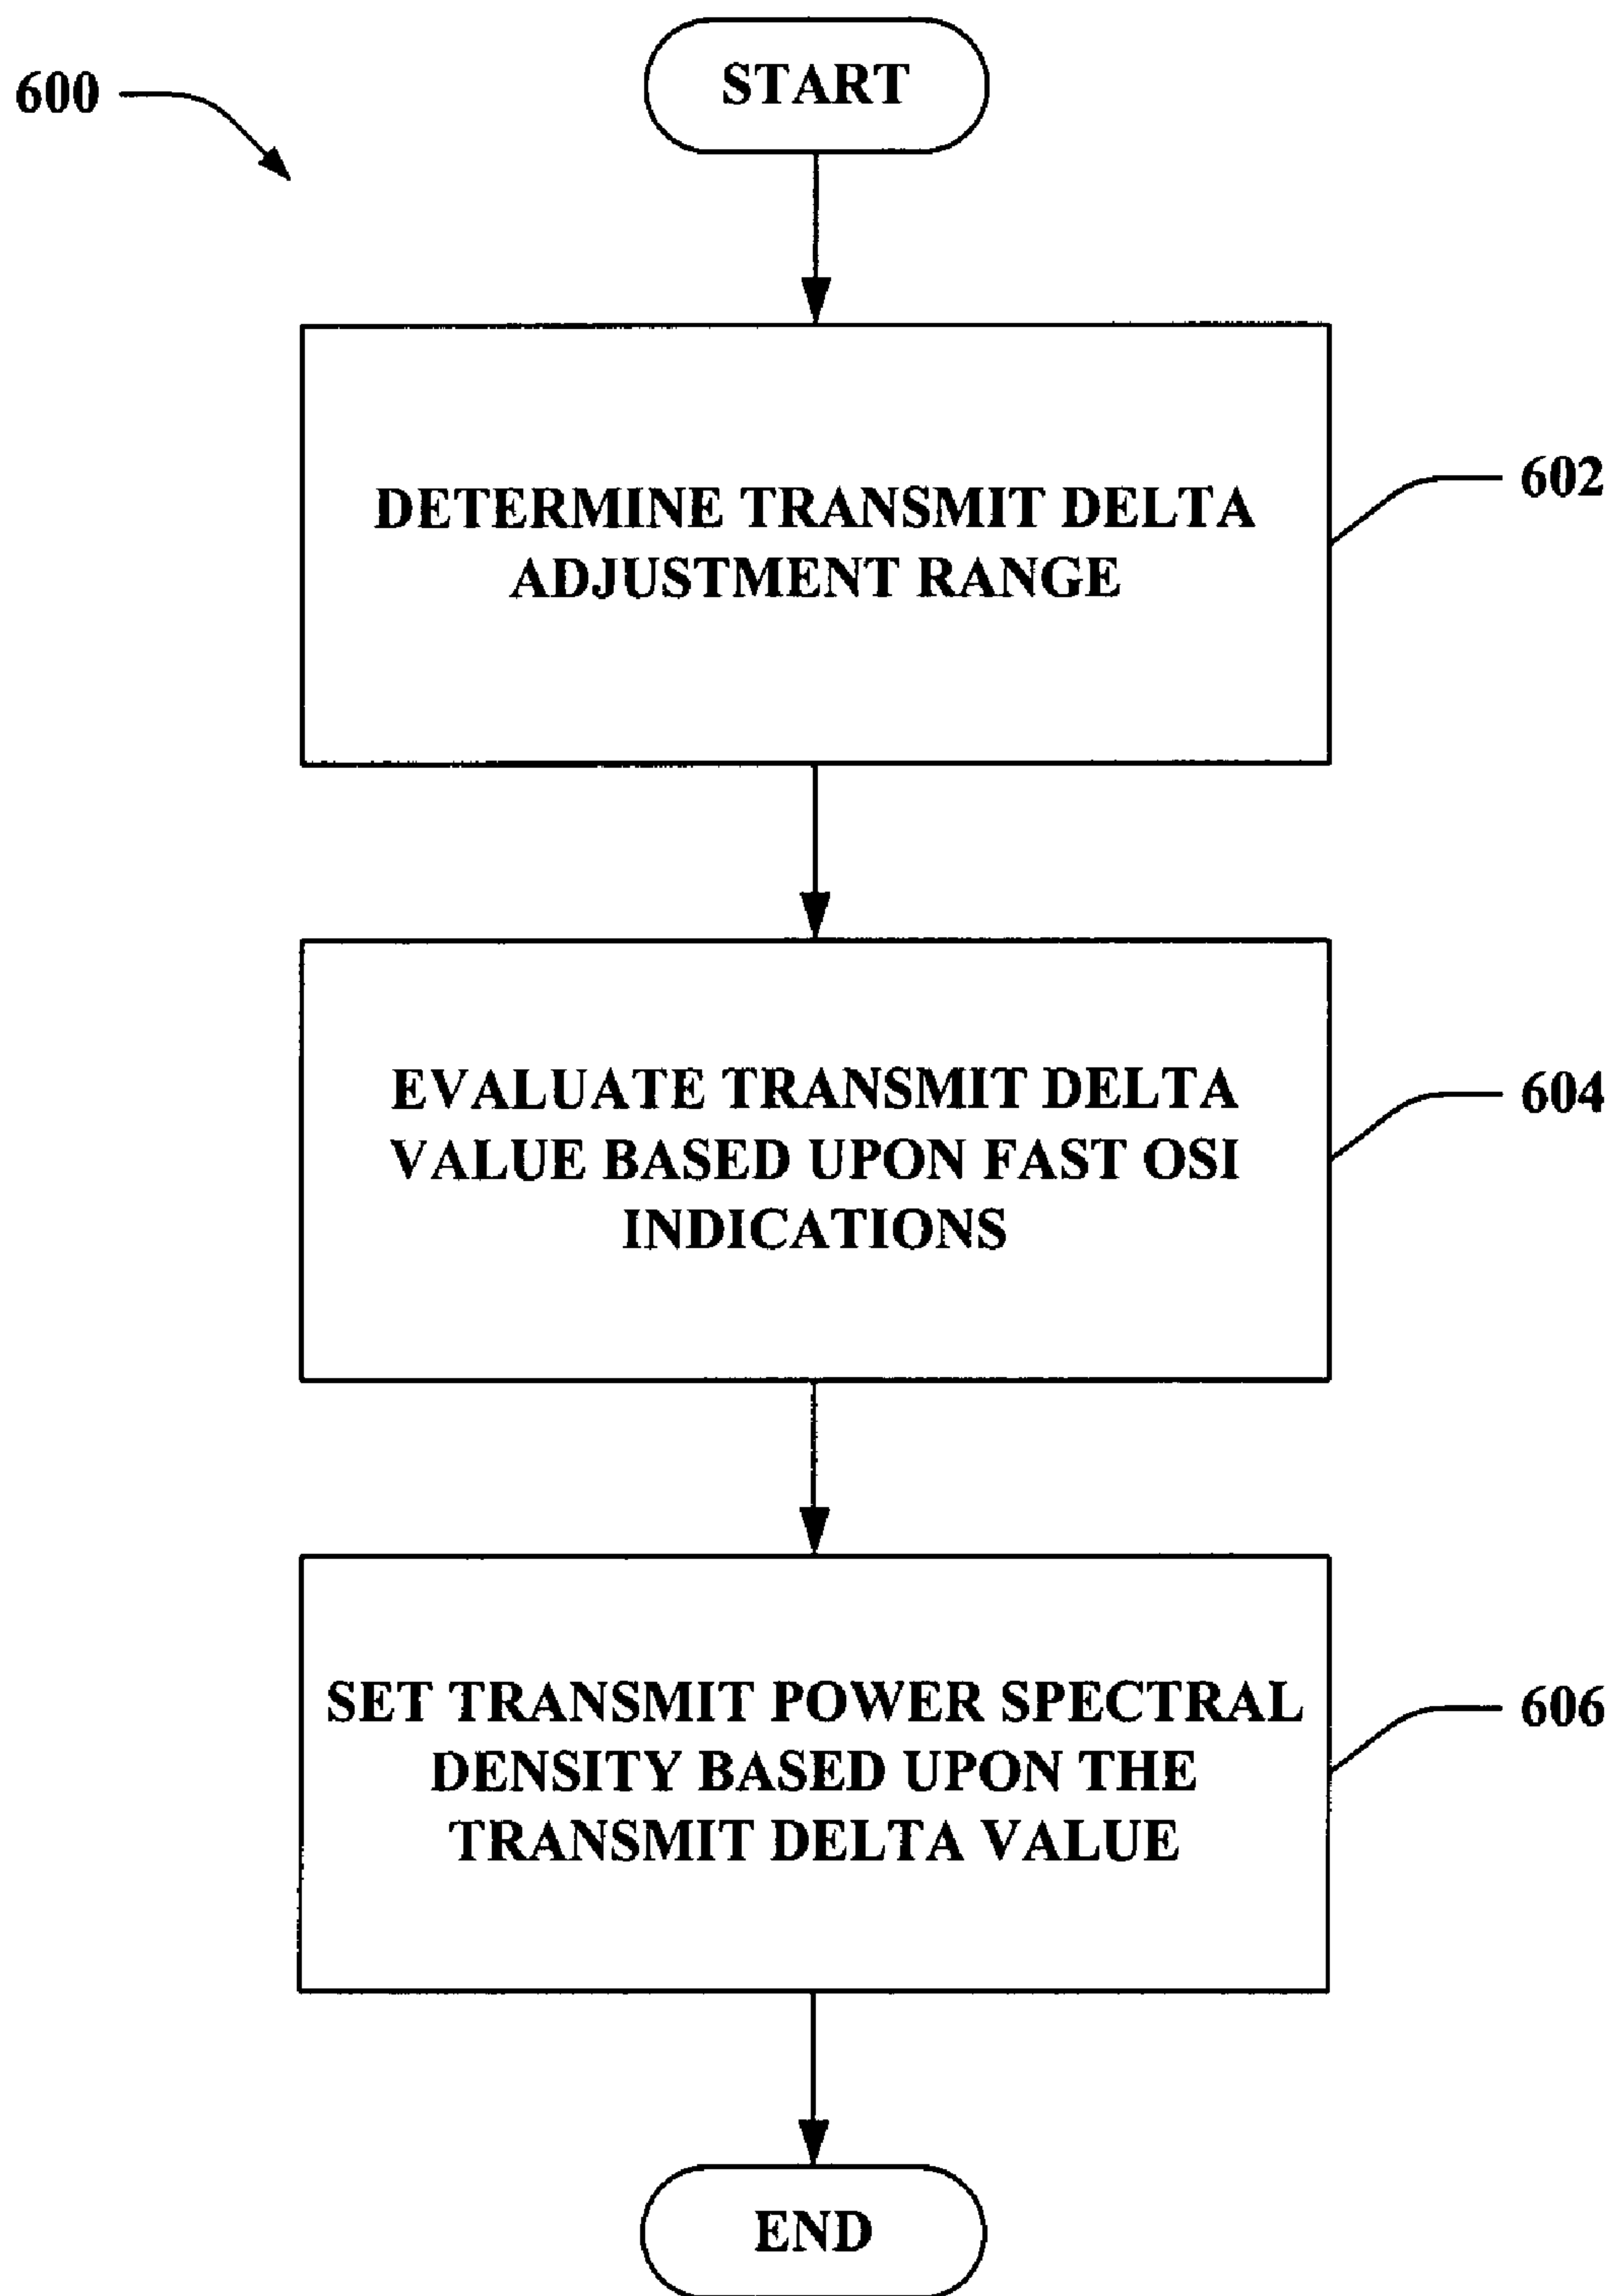 600
START
DETERMINE TRANSMIT DELTA
ADJUSTMENT RANGE
602
EVALUATE TRANSMIT DELTA
VALUE BASED UPON FAST OSI
INDICATIONS
604
SET TRANSMIT POWER SPECTRAL
DENSITY BASED UPON THE
TRANSMIT DELTA VALUE
606
END